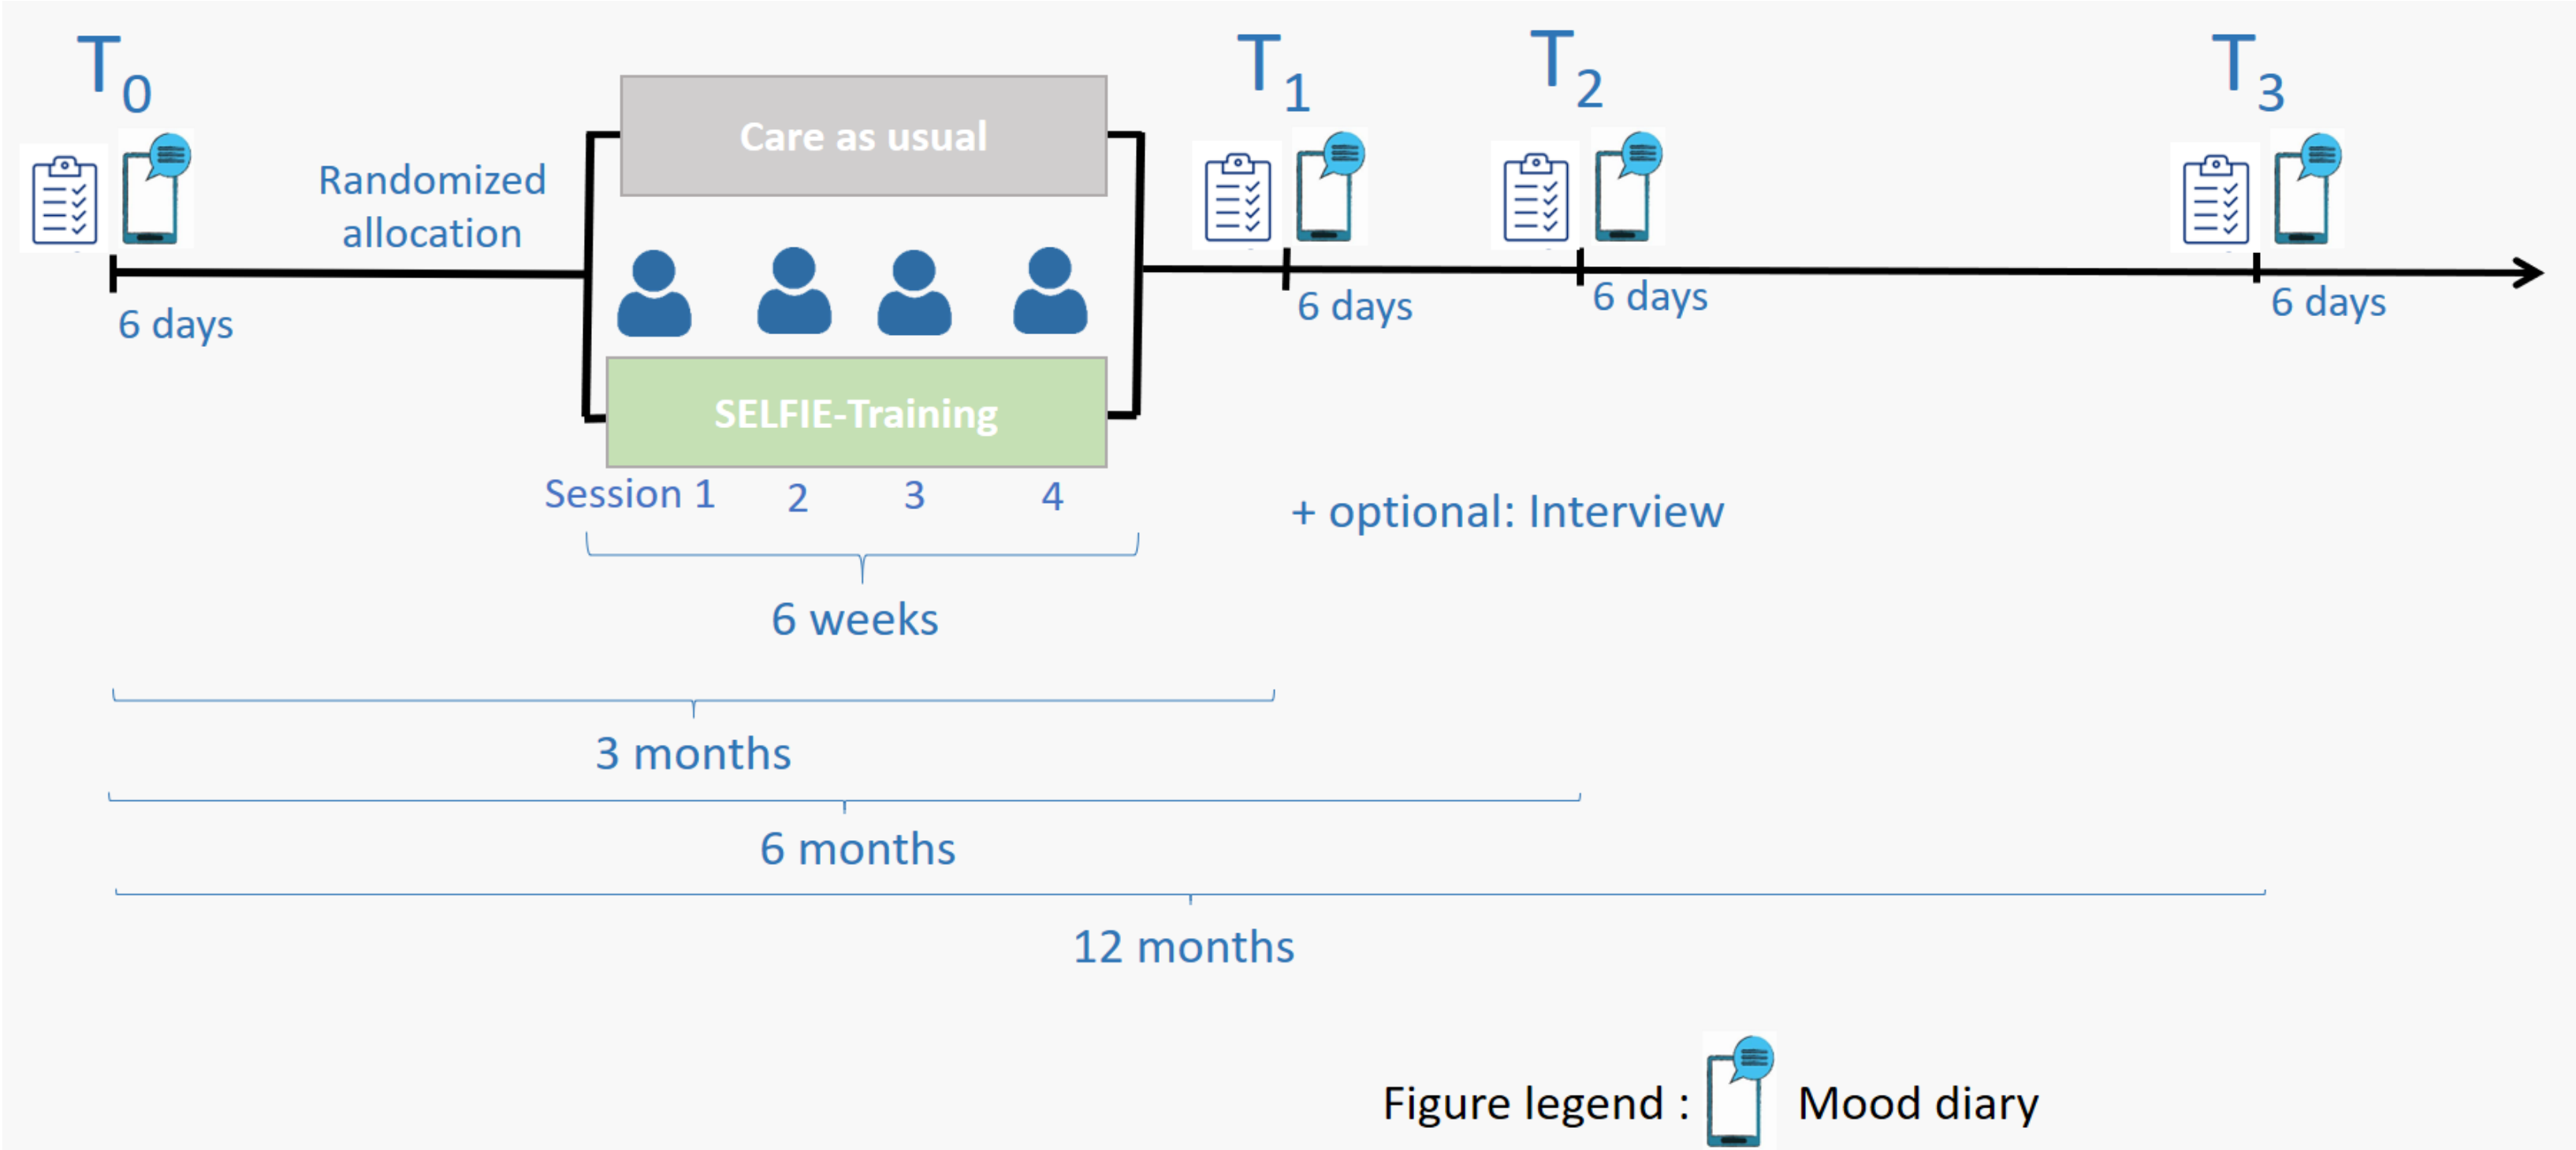 T0
T1
T2
T3
Care as usual
Randomized
allocation
6 days
6 days
6 days
6 days
SELFIE-Training
Session 1
2
3
4
+ optional: Interview
6 weeks
3 months
6 months
12 months
Figure legend :
Mood diary